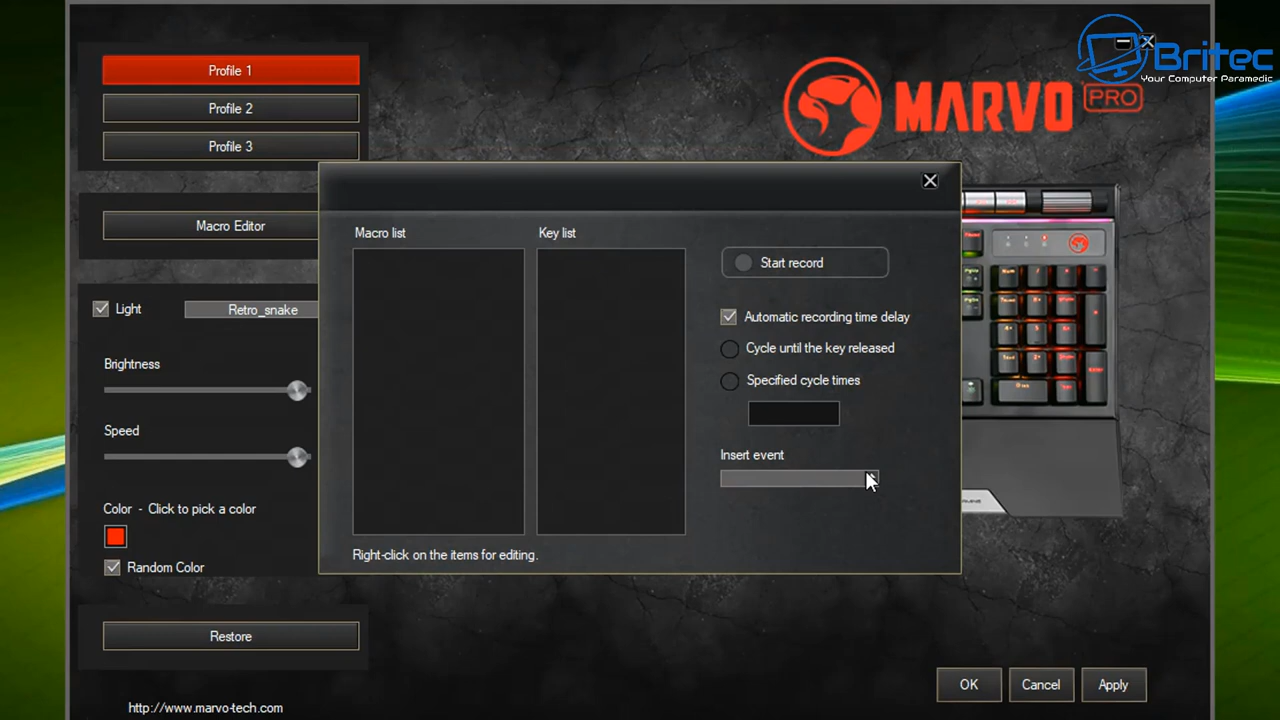 Britec
Your Computer Paramedic
MARVO PRO
Profile 1
Profile 2
Profile 3
Macro Editor
Light
Retro_snake
Brightness
Speed
Color - Click to pick a color
Random Color
Restore
http://www.marvo-tech.com
Macro list
Key list
Start record
Automatic recording time delay
Cycle until the key released
Specified cycle times
Insert event
Right-click on the items for editing.
OK
Cancel
Apply